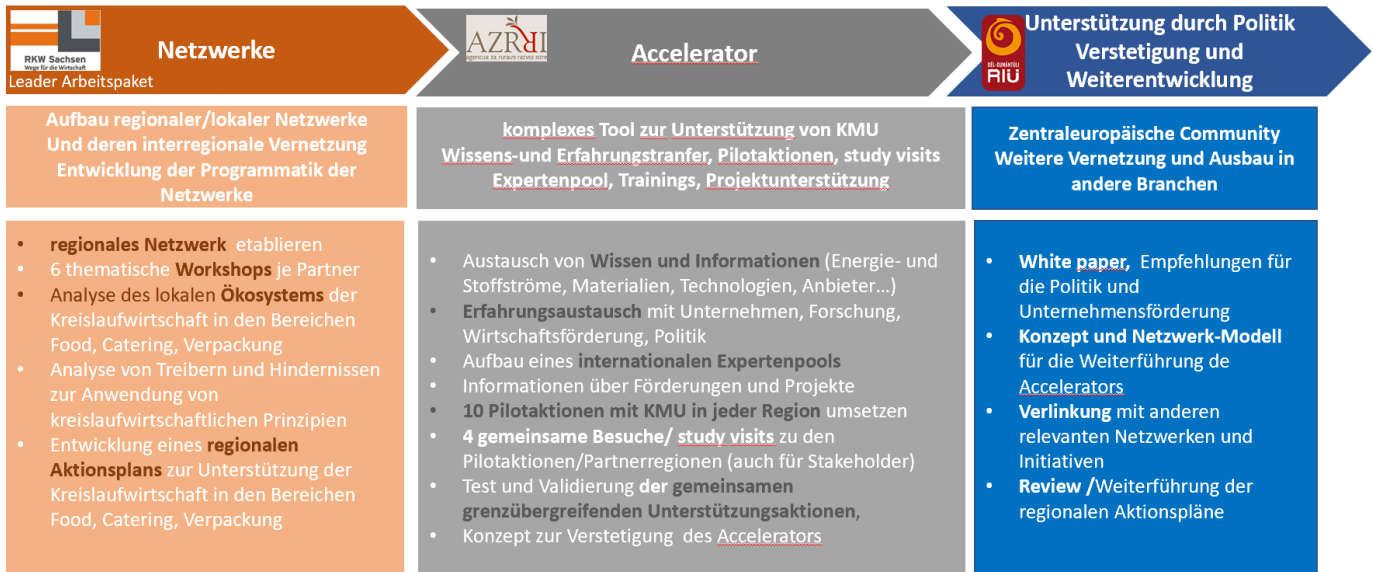 RKW Sachsen
Wege für die Wirtschaft
Leader Arbeitspaket
Netzwerke
AZRRI
agencija za ruralni razvoj istre
Accelerator
DÉL-DUNÁNTÚLI
RIÜ
Unterstützung durch Politik
Verstetigung und
Weiterentwicklung
Aufbau regionaler/lokaler Netzwerke
Und deren interregionale Vernetzung
Entwicklung der Programmatik der
Netzwerke
komplexes Tool zur Unterstützung von KMU
Wissens-und Erfahrungstranfer, Pilotaktionen, study visits
Expertenpool, Trainings, Projektunterstützung
Zentraleuropäische Community
Weitere Vernetzung und Ausbau in
andere Branchen
• regionales Netzwerk etablieren
• 6 thematische Workshops je Partner
• Analyse des lokalen Ökosystems der
Kreislaufwirtschaft in den Bereichen
Food, Catering, Verpackung
• Analyse von Treibern und Hindernissen
zur Anwendung von
kreislaufwirtschaftlichen Prinzipien
• Entwicklung eines regionalen
Aktionsplans zur Unterstützung der
Kreislaufwirtschaft in den Bereichen
Food, Catering, Verpackung
• Austausch von Wissen und Informationen (Energie- und
Stoffströme, Materialien, Technologien, Anbieter…)
• Erfahrungsaustausch mit Unternehmen, Forschung,
Wirtschaftsförderung, Politik
• Aufbau eines internationalen Expertenpools
• Informationen über Förderungen und Projekte
• 10 Pilotaktionen mit KMU in jeder Region umsetzen
• 4 gemeinsame Besuche/ study visits zu den
Pilotaktionen/Partnerregionen (auch für Stakeholder)
• Test und Validierung der gemeinsamen
grenzübergreifenden Unterstützungsaktionen,
• Konzept zur Verstetigung des Accelerators
• White paper, Empfehlungen für
die Politik und
Unternehmensförderung
• Konzept und Netzwerk-Modell
für die Weiterführung de
Accelerators
• Verlinkung mit anderen
relevanten Netzwerken und
Initiativen
• Review /Weiterführung der
regionalen Aktionspläne